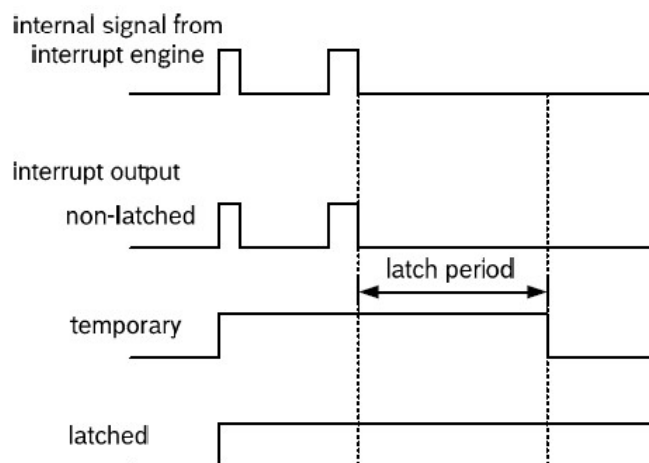 internal signal from
interrupt engine
interrupt output
non-latched
latch period
temporary
latched